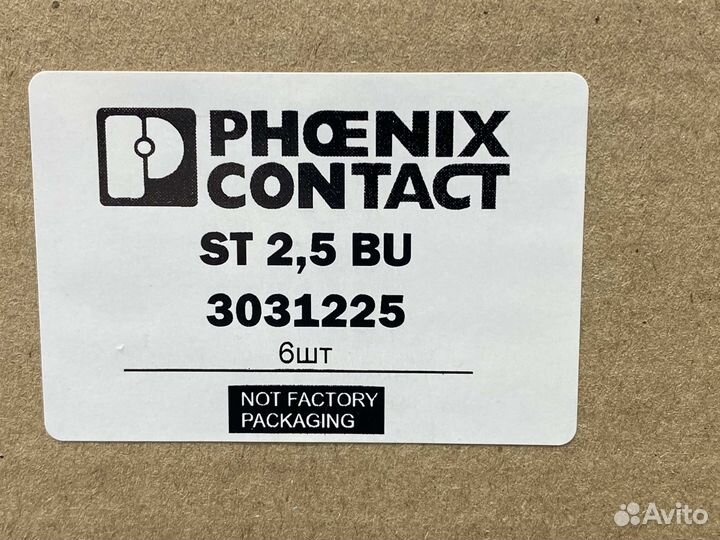 PHŒNIX
CONTACT
ST 2,5 BU
3031225
6шт
NOT FACTORY
PACKAGING
Avito